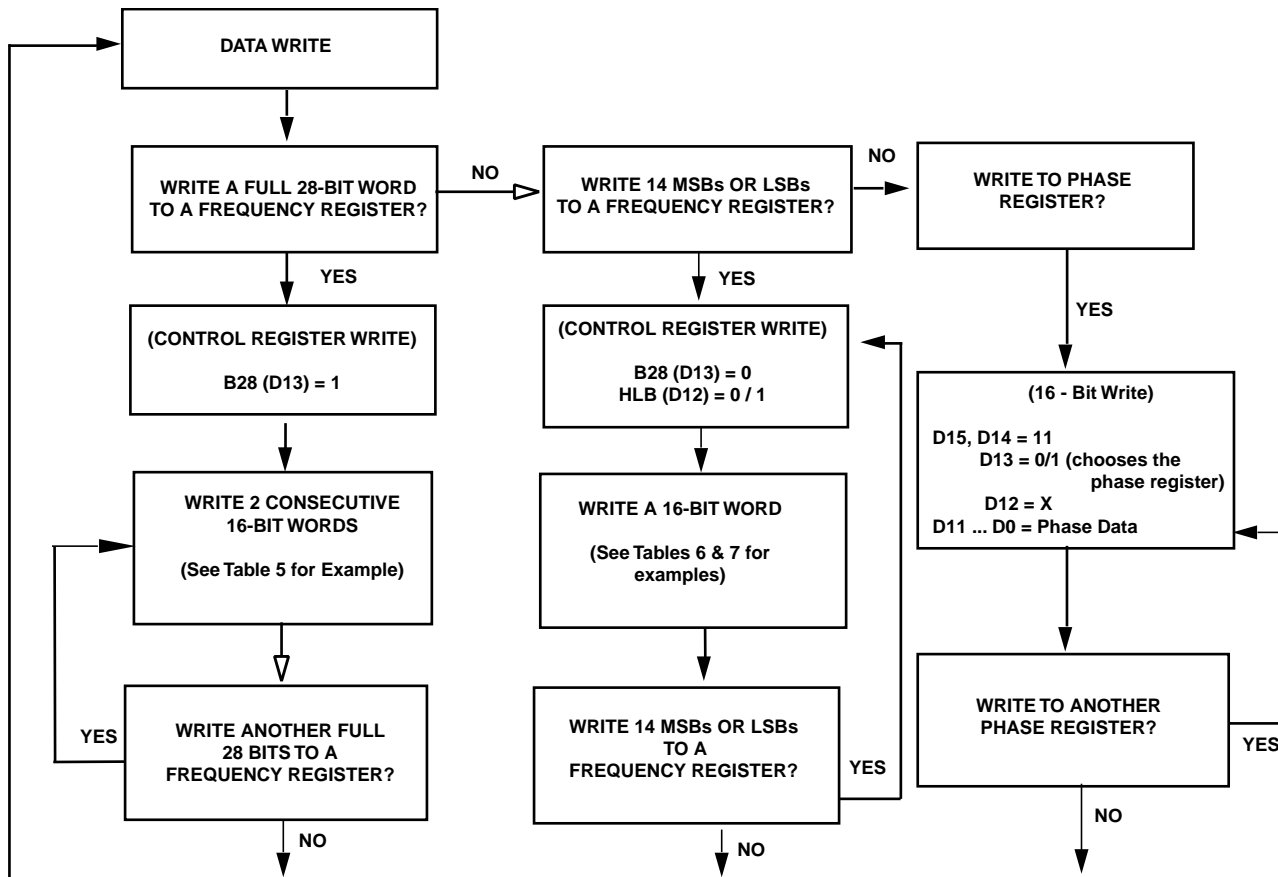 DATA WRITE
WRITE A FULL 28-BIT WORD
TO A FREQUENCY REGISTER?
NO
WRITE 14 MSBs OR LSBs
TO A FREQUENCY REGISTER?
NO
WRITE TO PHASE
REGISTER?
YES
YES
YES
(CONTROL REGISTER WRITE)
B28 (D13) = 1
(CONTROL REGISTER WRITE)
B28 (D13) = 0
HLB (D12) = 0 / 1
(16 - Bit Write)
D15, D14 = 11
D13 = 0/1 (chooses the
phase register)
D12 = X
D11 ... D0 = Phase Data
WRITE 2 CONSECUTIVE
16-BIT WORDS
(See Table 5 for Example)
WRITE A 16-BIT WORD
(See Tables 6 & 7 for
examples)
WRITE ANOTHER FULL
28 BITS TO A
FREQUENCY REGISTER?
YES
WRITE 14 MSBs OR LSBs
TO A
FREQUENCY REGISTER?
YES
WRITE TO ANOTHER
PHASE REGISTER?
YES
NO
NO
NO